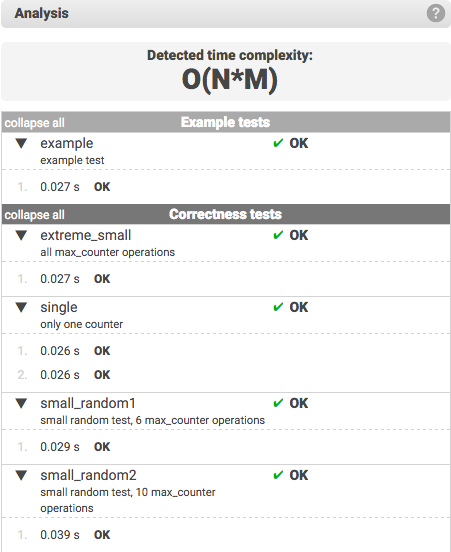 Analysis ?
Detected time complexity:
O(N*M)
collapse all Example tests
▼ example ✔ OK
example test
1. 0.027 s OK
collapse all Correctness tests
▼ extreme_small ✔ OK
all max_counter operations
1. 0.027 s OK
▼ single ✔ OK
only one counter
1. 0.026 s OK
2. 0.026 s OK
▼ small_random1 ✔ OK
small random test, 6 max_counter operations
1. 0.029 s OK
▼ small_random2 ✔ OK
small random test, 10 max_counter
operations
1. 0.039 s OK